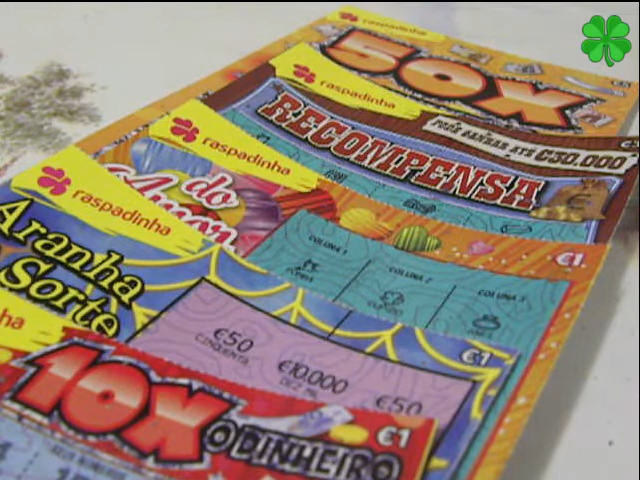 raspadinha
50X
raspadinha
RECOMPENSA
PODE GANHAR ATÉ €30.000
raspadinha
do
Amor
€1
COLUNA 1
COLUNA 2
COLUNA 3
raspadinha
Aranha
Sorte
€1
€50
CINQUENTA
€10.000
DEZ MIL
€50
10X
O DINHEIRO
€1